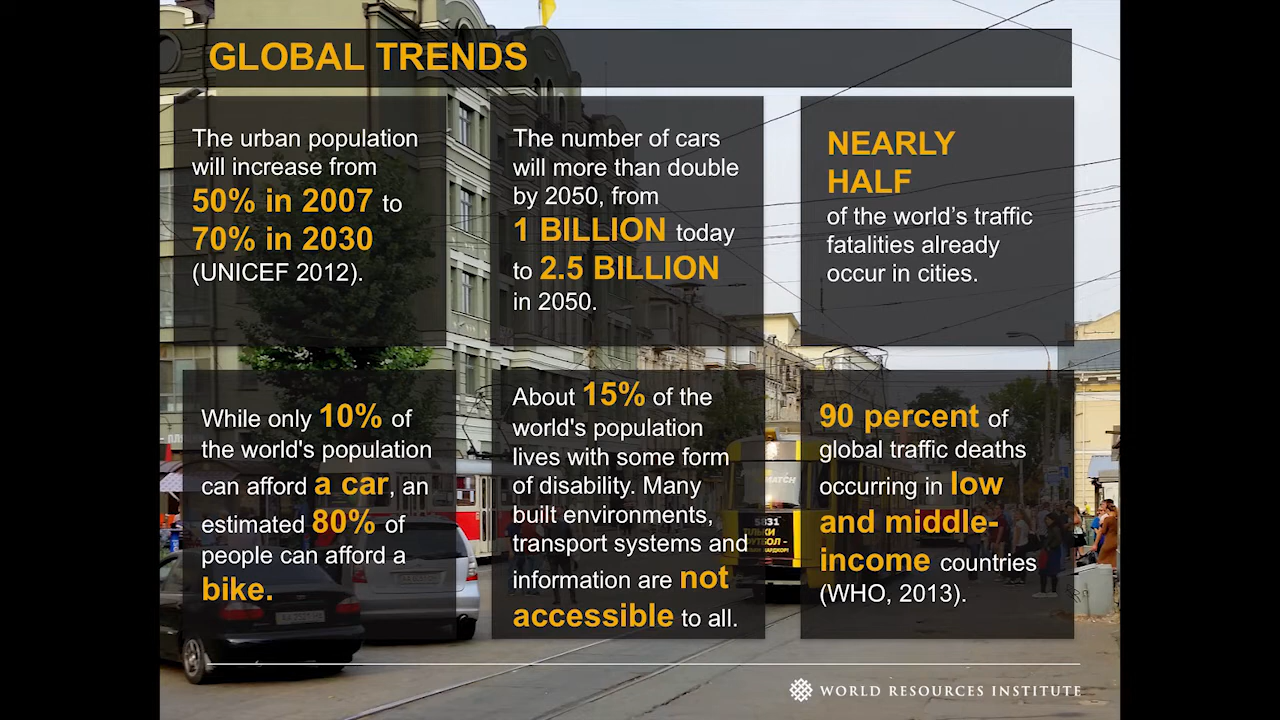 GLOBAL TRENDS
The urban population
will increase from
50% in 2007 to
70% in 2030
(UNICEF 2012).
The number of cars
will more than double
by 2050, from
1 BILLION today
to 2.5 BILLION
in 2050.
NEARLY
HALF
of the world’s traffic
fatalities already
occur in cities.
While only 10% of
the world's population
can afford a car, an
estimated 80% of
people can afford a
bike.
About 15% of the
world's population
lives with some form
of disability. Many
built environments,
transport systems and
information are not
accessible to all.
90 percent of
global traffic deaths
occurring in low
and middle-
income countries
(WHO, 2013).
5831
WORLD RESOURCES INSTITUTE